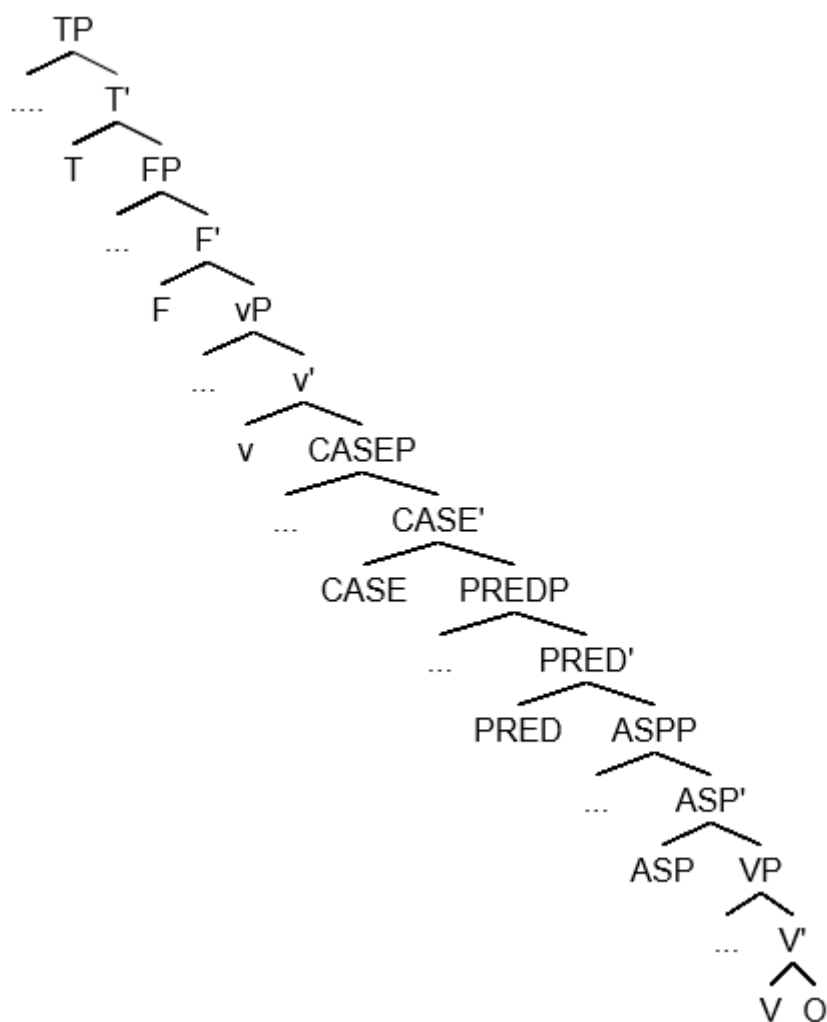 TP
.... T'
T FP
... F'
F vP
... v'
v CASEP
... CASE'
CASE PREDP
... PRED'
PRED ASPP
... ASP'
ASP VP
... V'
V O